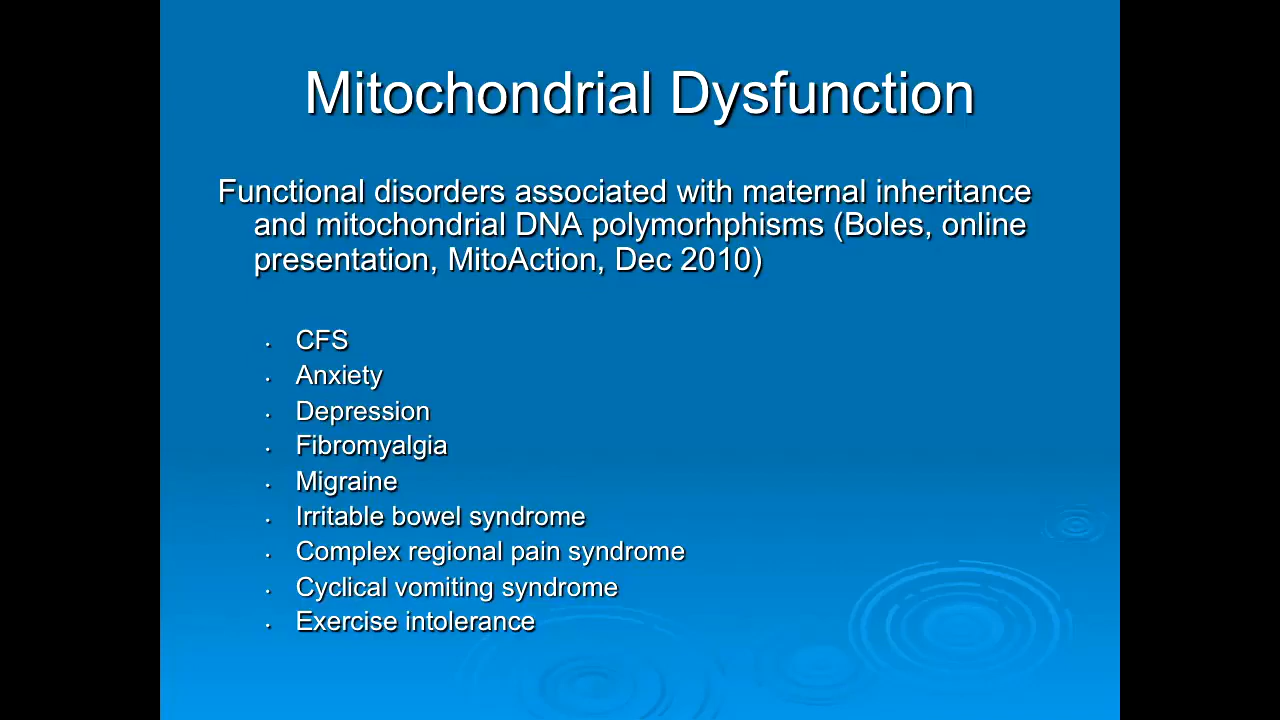 Mitochondrial Dysfunction
Functional disorders associated with maternal inheritance
and mitochondrial DNA polymorhphisms (Boles, online
presentation, MitoAction, Dec 2010)
• CFS
• Anxiety
• Depression
• Fibromyalgia
• Migraine
• Irritable bowel syndrome
• Complex regional pain syndrome
• Cyclical vomiting syndrome
• Exercise intolerance